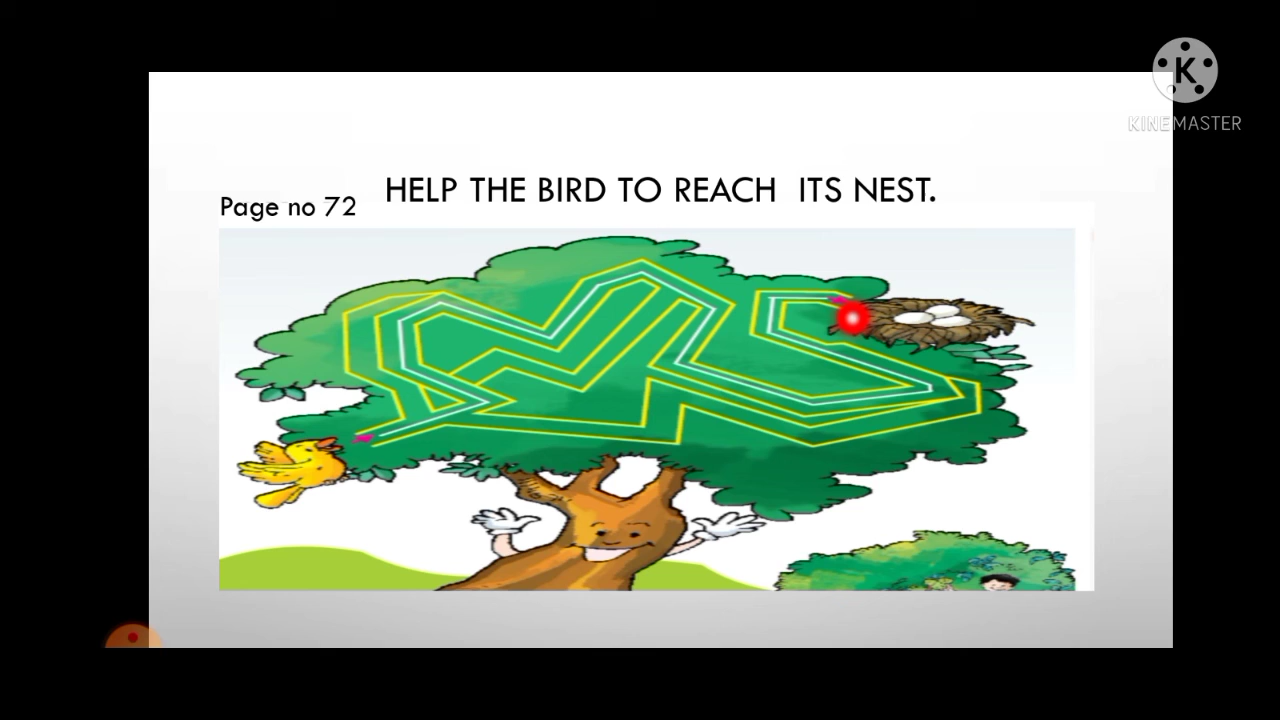 K
KINEMASTER
HELP THE BIRD TO REACH ITS NEST.
Page no 72